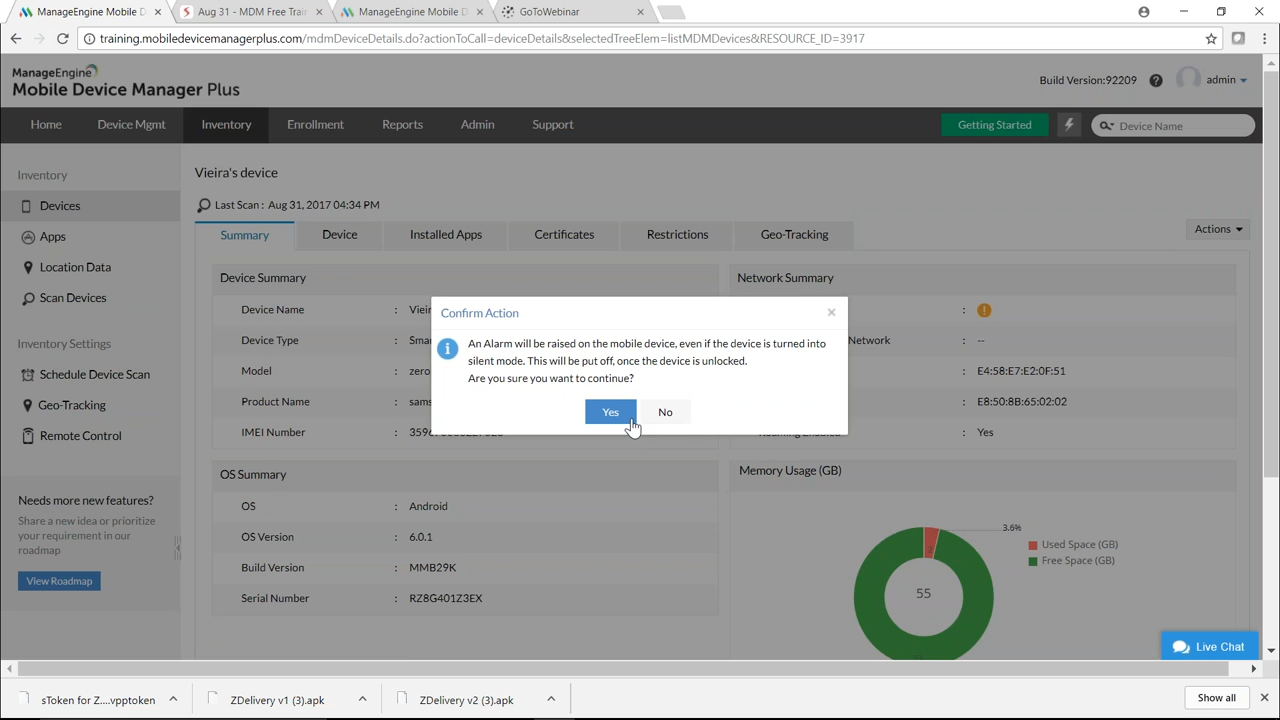 ManageEngine Mobile D
Aug 31 - MDM Free Trai
ManageEngine Mobile D
GoToWebinar
training.mobiledevicemanagerplus.com/mdmDeviceDetails.do?actionToCall=deviceDetails&selectedTreeElem=listMDMDevices&RESOURCE_ID=3917
ManageEngine
Mobile Device Manager Plus
Build Version:92209
admin
Home
Device Mgmt
Inventory
Enrollment
Reports
Admin
Support
Getting Started
Device Name
Inventory
Devices
Apps
Location Data
Scan Devices
Inventory Settings
Schedule Device Scan
Geo-Tracking
Remote Control
Needs more new features?
Share a new idea or prioritize
your requirement in our
roadmap
View Roadmap
Vieira's device
Last Scan : Aug 31, 2017 04:34 PM
Summary
Device
Installed Apps
Certificates
Restrictions
Geo-Tracking
Actions
Device Summary
Device Name :
Device Type :
Model :
Product Name :
IMEI Number :
Network Summary
:
Network : --
: E4:58:E7:E2:0F:51
: E8:50:8B:65:02:02
: Yes
Confirm Action
An Alarm will be raised on the mobile device, even if the device is turned into
silent mode. This will be put off, once the device is unlocked.
Are you sure you want to continue?
Yes
No
OS Summary
OS : Android
OS Version : 6.0.1
Build Version : MMB29K
Serial Number : RZ8G401Z3EX
Memory Usage (GB)
3.6%
2
55
Used Space (GB)
Free Space (GB)
Live Chat
sToken for Z....vpptoken
ZDelivery v1 (3).apk
ZDelivery v2 (3).apk
Show all